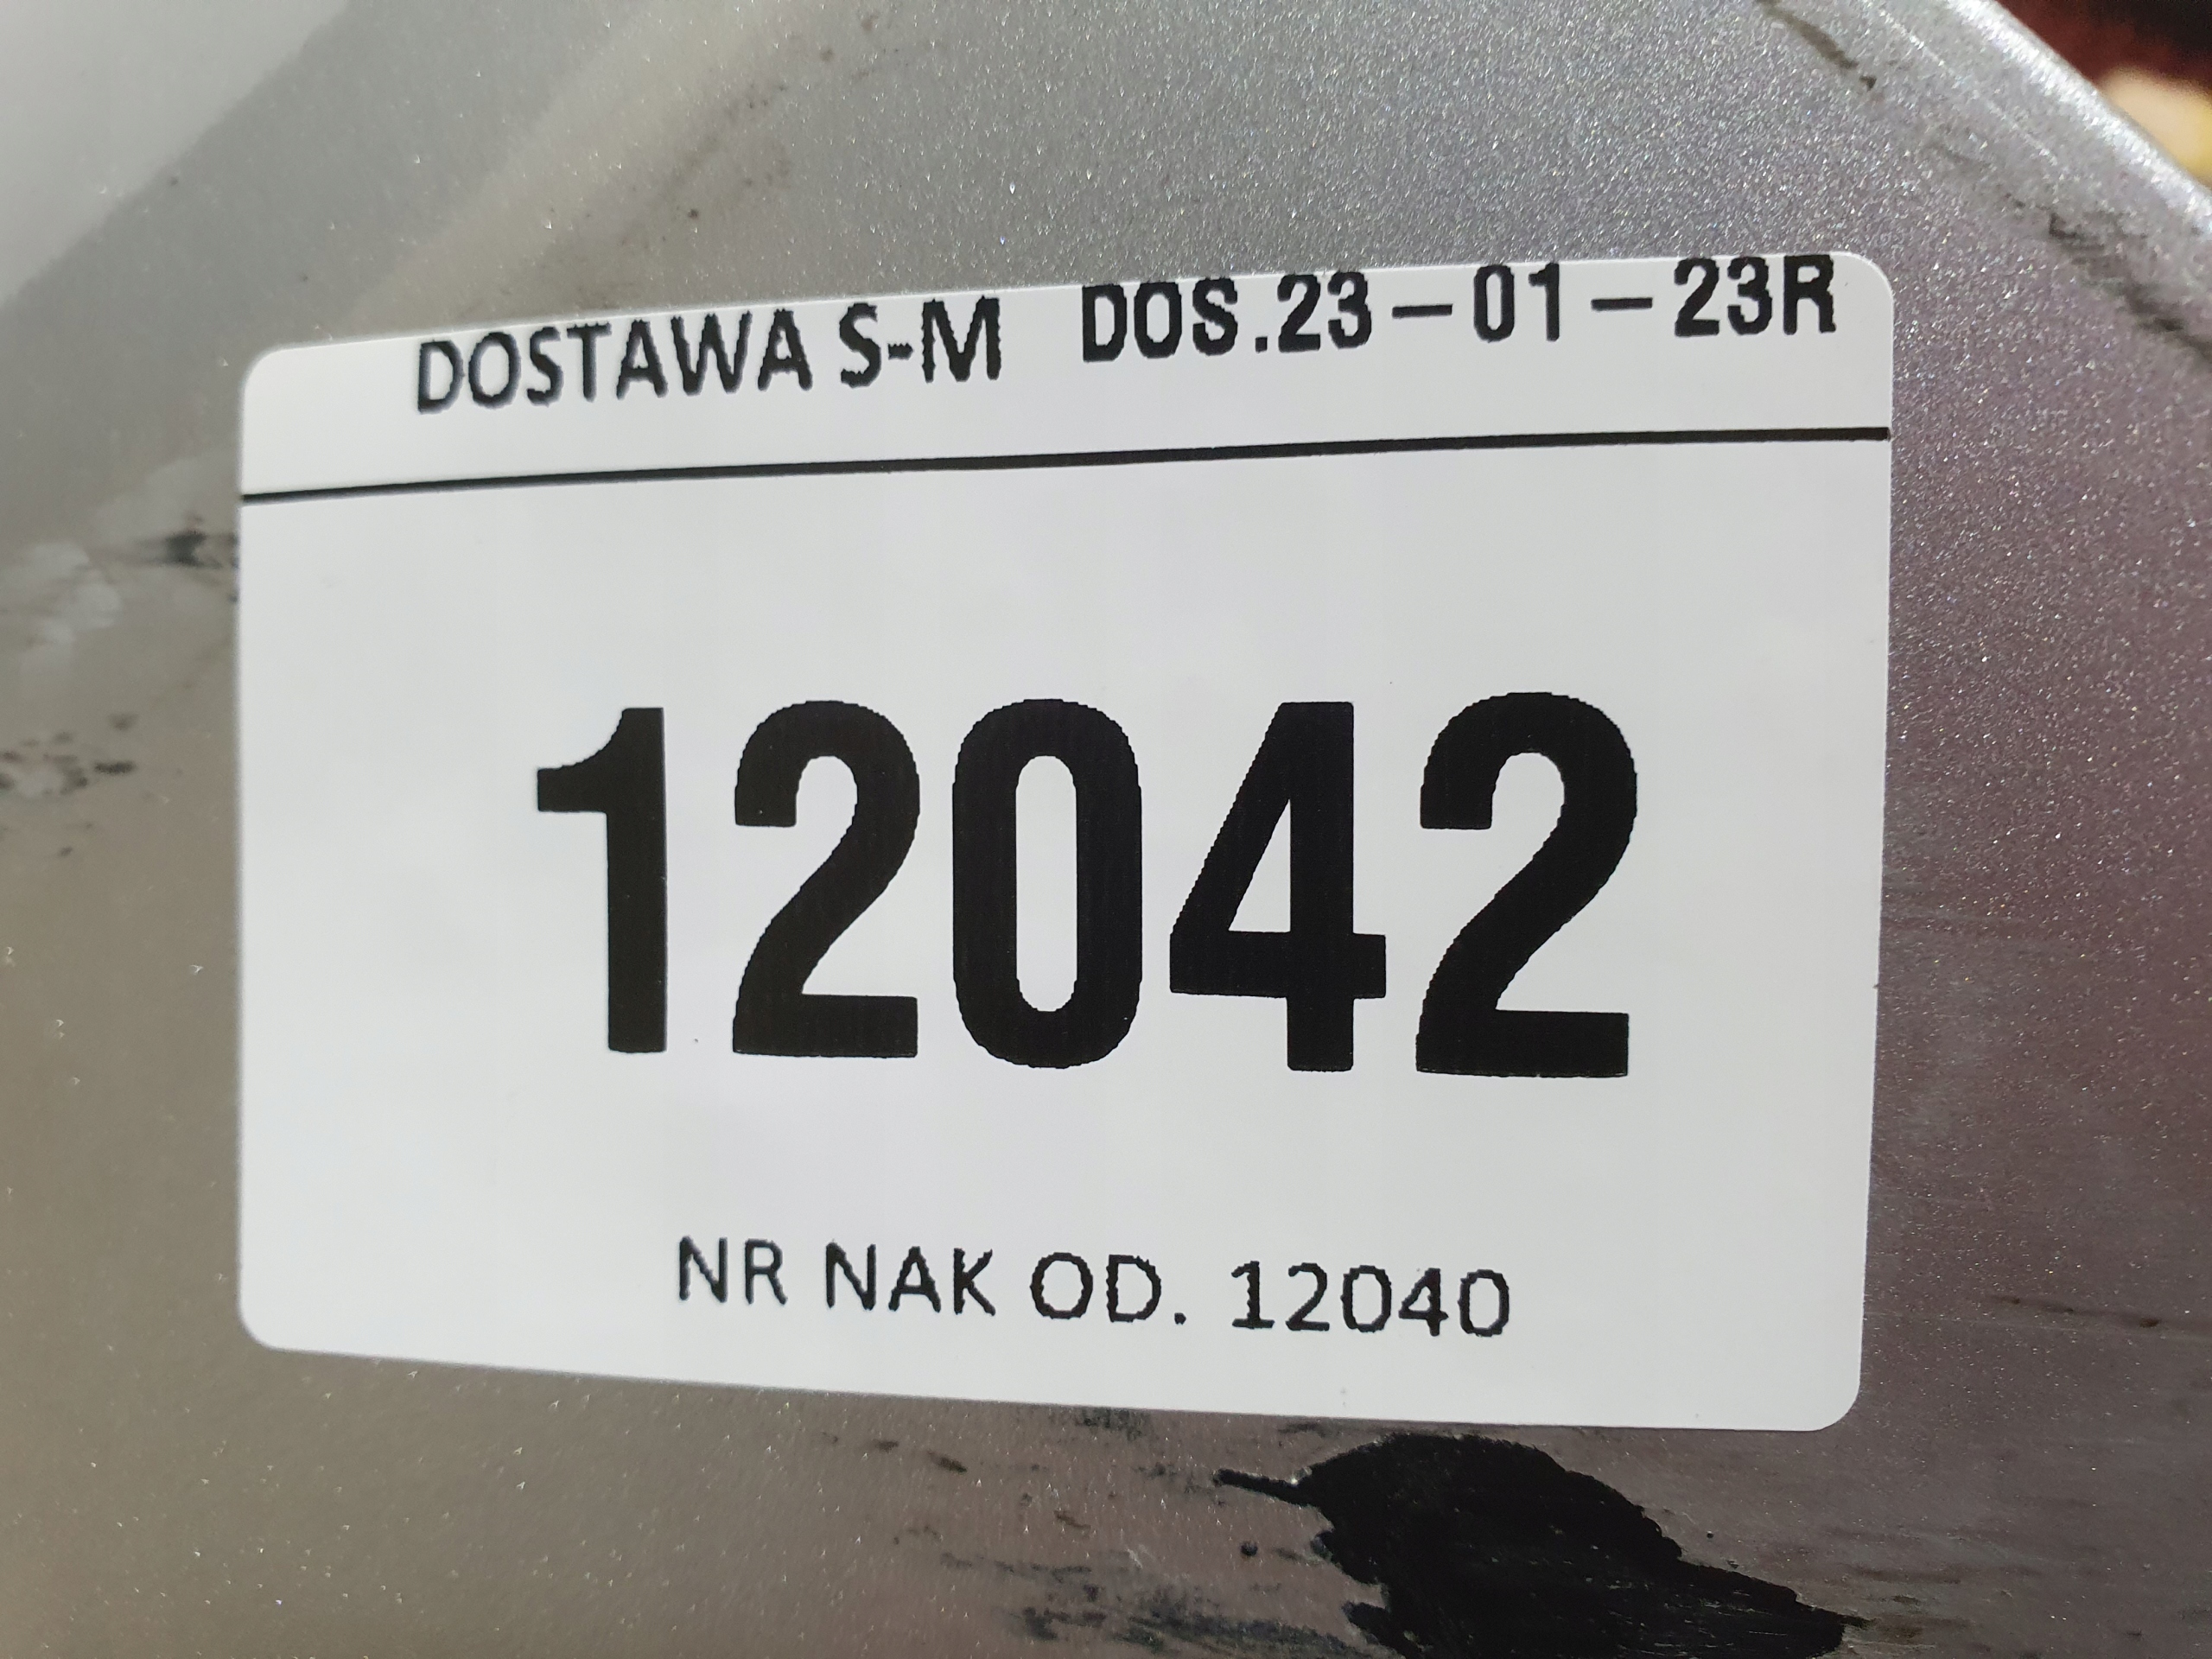 DOSTAWA S-M DOS.23-01-23R
12042
NR NAK OD. 12040